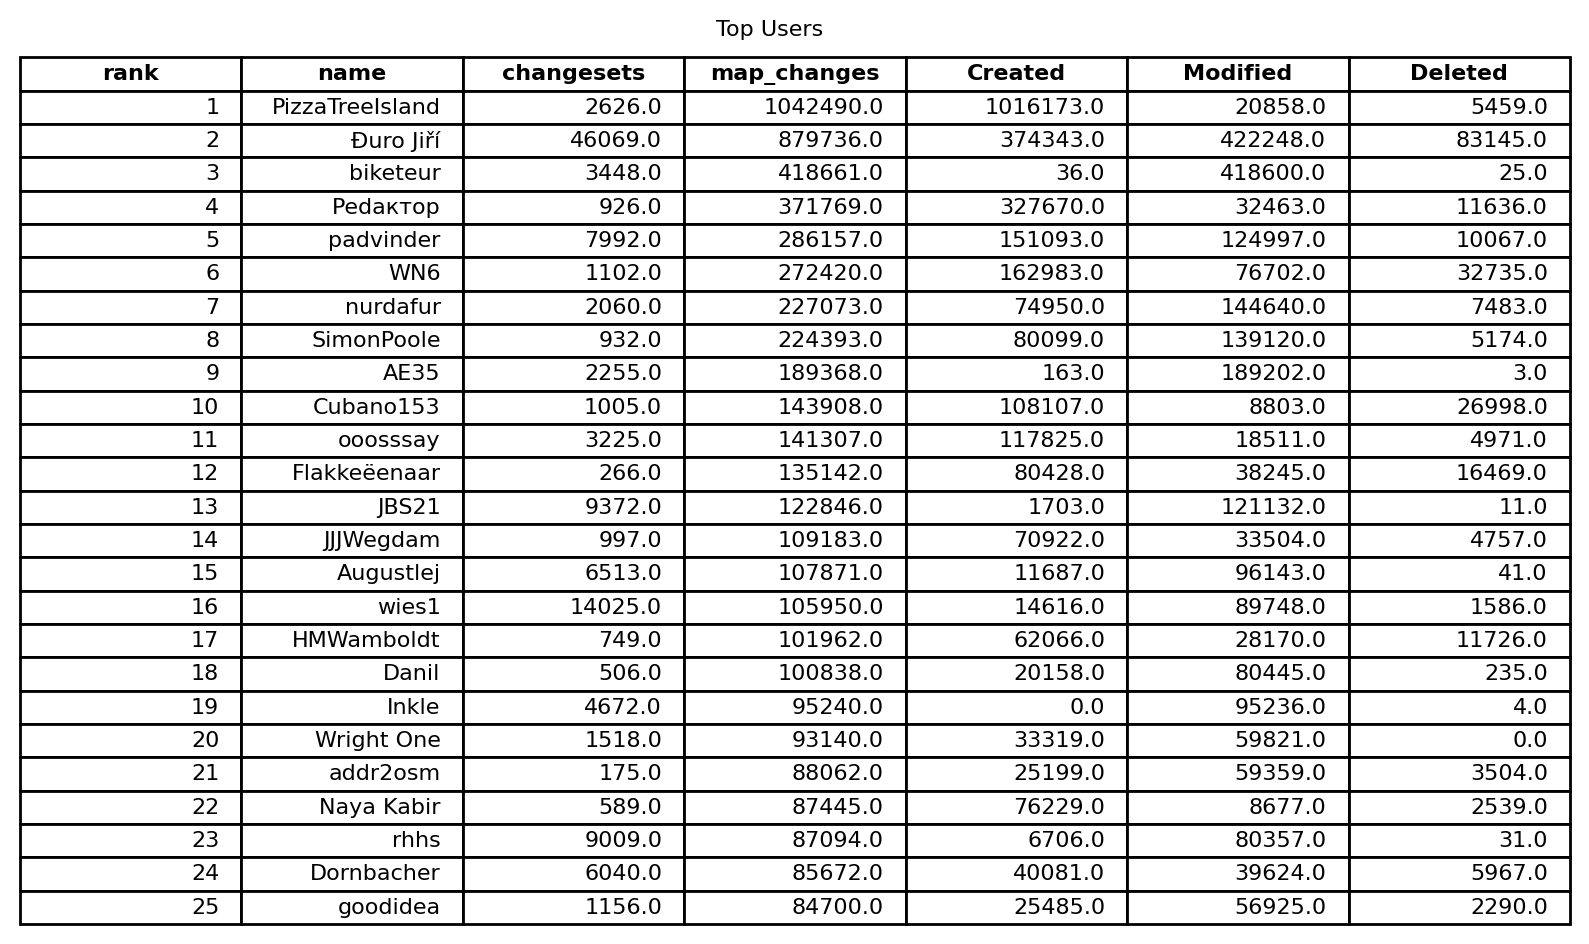 Top Users
rank name changesets map_changes Created Modified Deleted
1 PizzaTreeIsland 2626.0 1042490.0 1016173.0 20858.0 5459.0
2 Đuro Jiří 46069.0 879736.0 374343.0 422248.0 83145.0
3 biketeur 3448.0 418661.0 36.0 418600.0 25.0
4 Редактор 926.0 371769.0 327670.0 32463.0 11636.0
5 padvinder 7992.0 286157.0 151093.0 124997.0 10067.0
6 WN6 1102.0 272420.0 162983.0 76702.0 32735.0
7 nurdafur 2060.0 227073.0 74950.0 144640.0 7483.0
8 SimonPoole 932.0 224393.0 80099.0 139120.0 5174.0
9 AE35 2255.0 189368.0 163.0 189202.0 3.0
10 Cubano153 1005.0 143908.0 108107.0 8803.0 26998.0
11 ooosssay 3225.0 141307.0 117825.0 18511.0 4971.0
12 Flakkeëenaar 266.0 135142.0 80428.0 38245.0 16469.0
13 JBS21 9372.0 122846.0 1703.0 121132.0 11.0
14 JJJWegdam 997.0 109183.0 70922.0 33504.0 4757.0
15 Augustlej 6513.0 107871.0 11687.0 96143.0 41.0
16 wies1 14025.0 105950.0 14616.0 89748.0 1586.0
17 HMWamboldt 749.0 101962.0 62066.0 28170.0 11726.0
18 Danil 506.0 100838.0 20158.0 80445.0 235.0
19 Inkle 4672.0 95240.0 0.0 95236.0 4.0
20 Wright One 1518.0 93140.0 33319.0 59821.0 0.0
21 addr2osm 175.0 88062.0 25199.0 59359.0 3504.0
22 Naya Kabir 589.0 87445.0 76229.0 8677.0 2539.0
23 rhhs 9009.0 87094.0 6706.0 80357.0 31.0
24 Dornbacher 6040.0 85672.0 40081.0 39624.0 5967.0
25 goodidea 1156.0 84700.0 25485.0 56925.0 2290.0